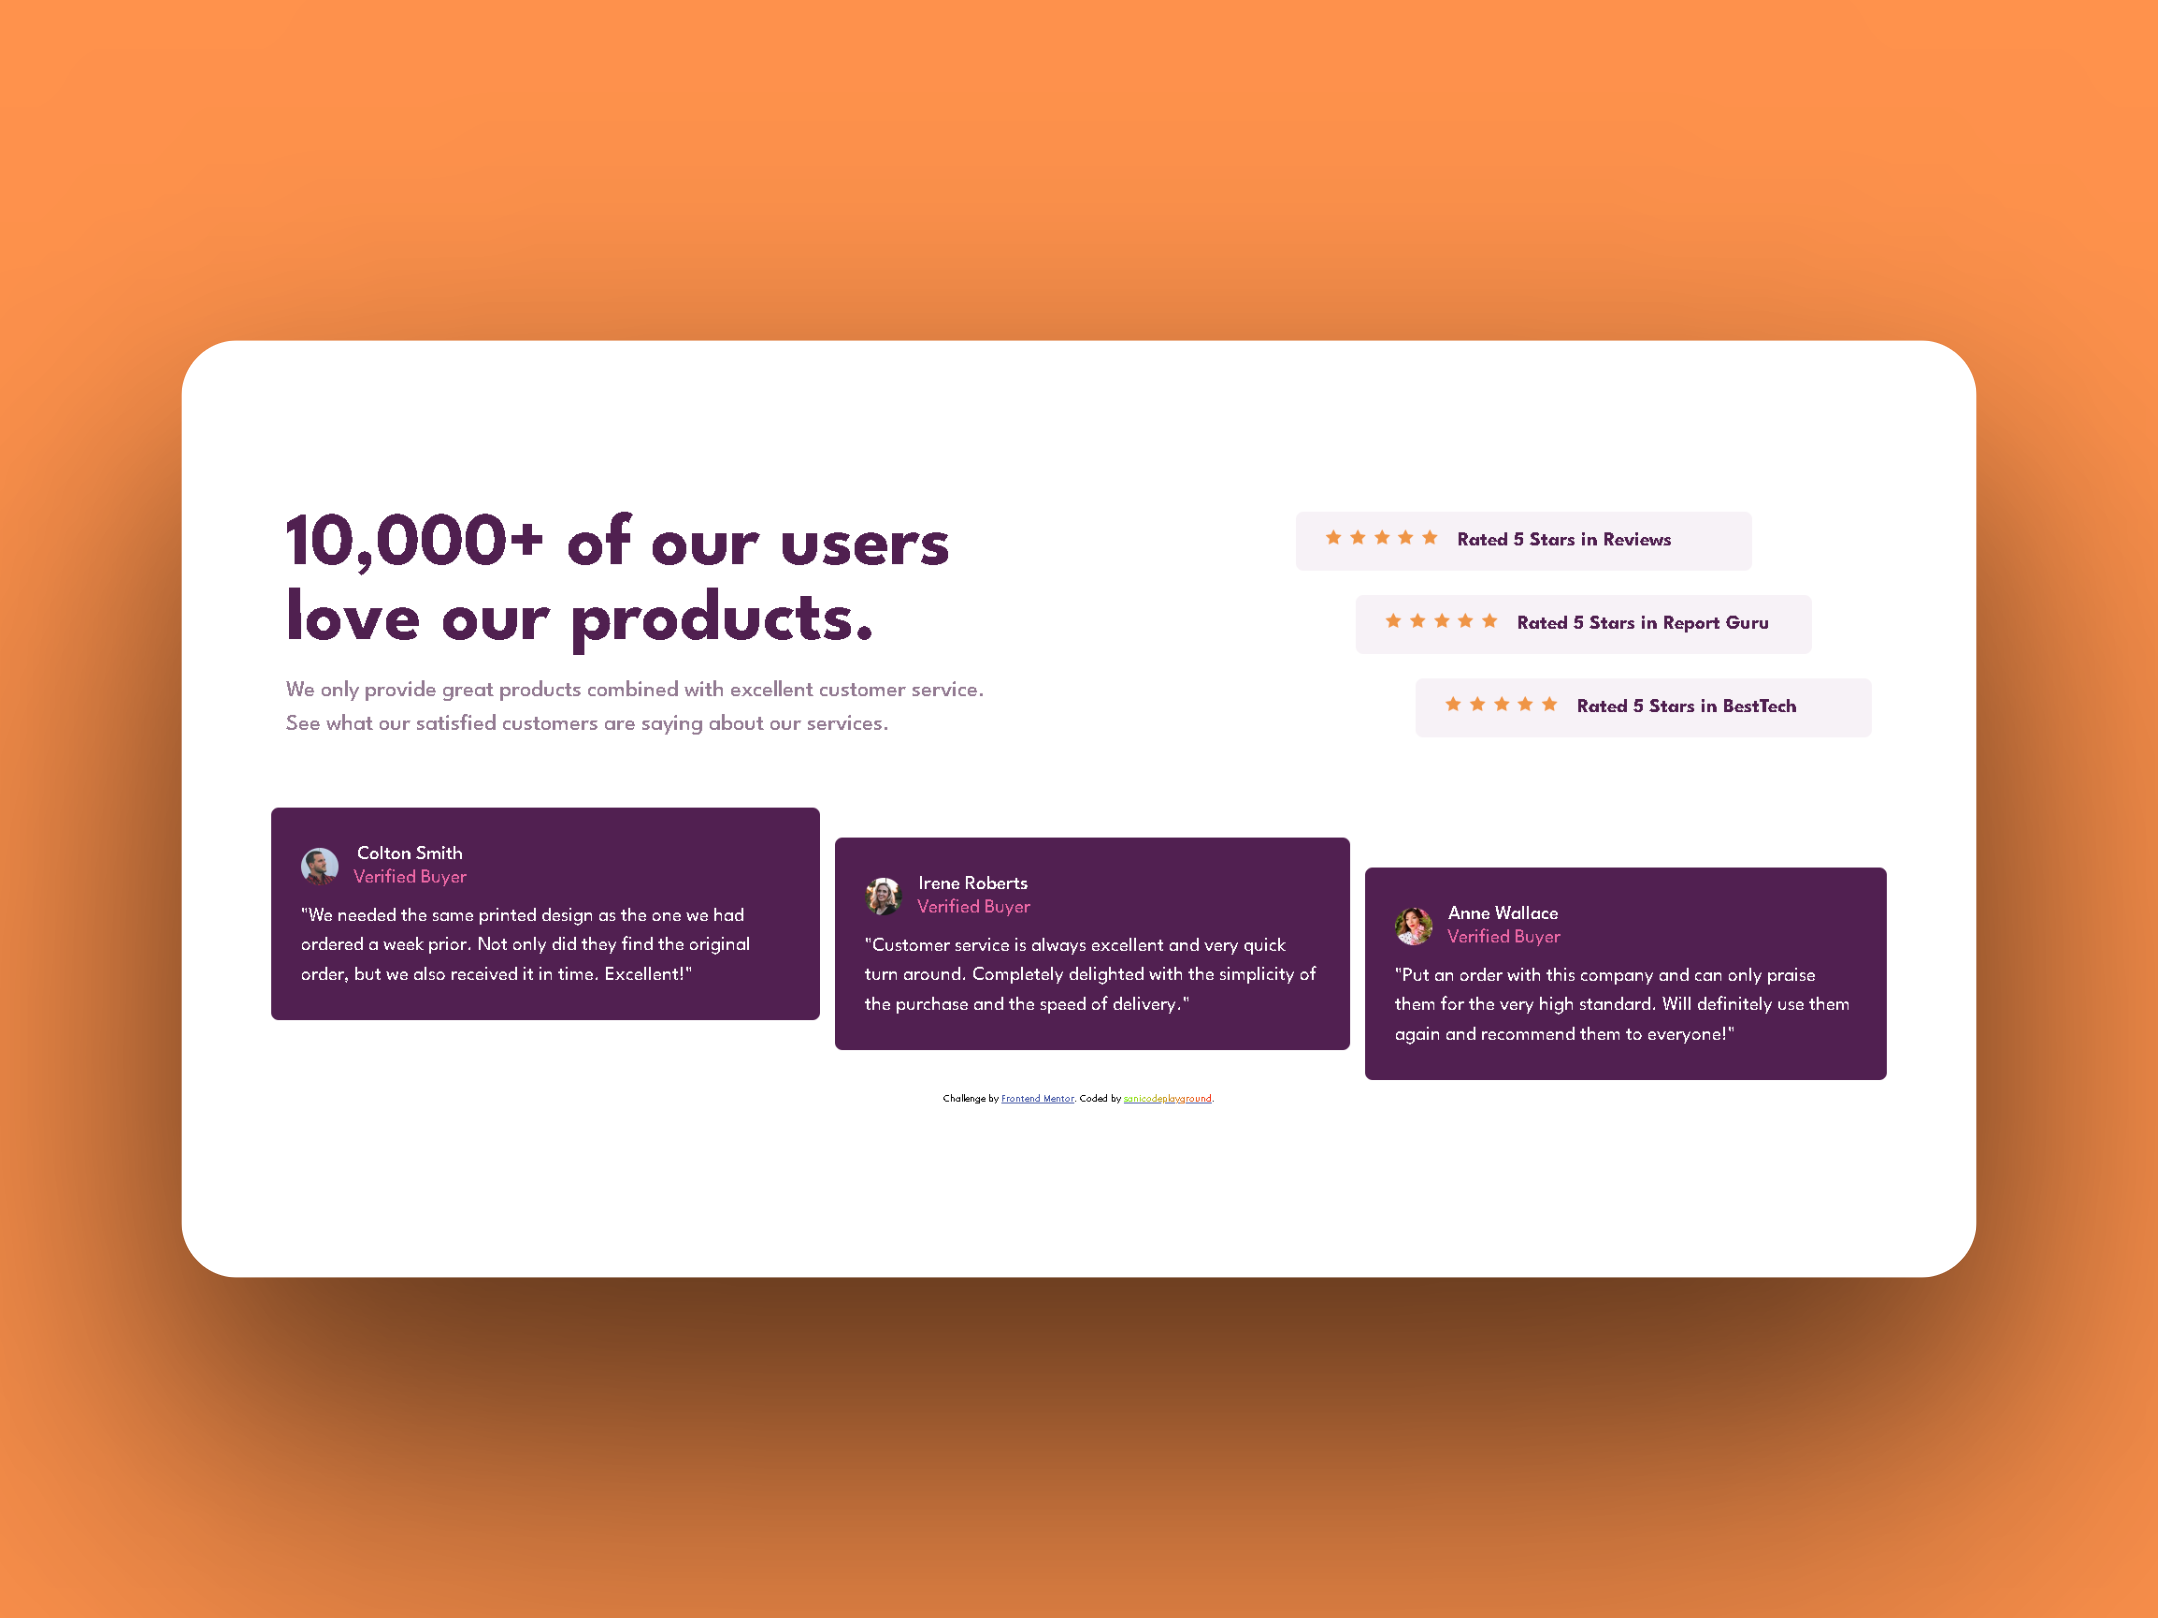 10,000+ of our users
love our products.
We only provide great products combined with excellent customer service.
See what our satisfied customers are saying about our services.
Rated 5 Stars in Reviews
Rated 5 Stars in Report Guru
Rated 5 Stars in BestTech
Colton Smith
Verified Buyer
"We needed the same printed design as the one we had
ordered a week prior. Not only did they find the original
order, but we also received it in time. Excellent!"
Irene Roberts
Verified Buyer
"Customer service is always excellent and very quick
turn around. Completely delighted with the simplicity of
the purchase and the speed of delivery."
Anne Wallace
Verified Buyer
"Put an order with this company and can only praise
them for the very high standard. Will definitely use them
again and recommend them to everyone!"
Challenge by Frontend Mentor. Coded by sanicodeplayground.